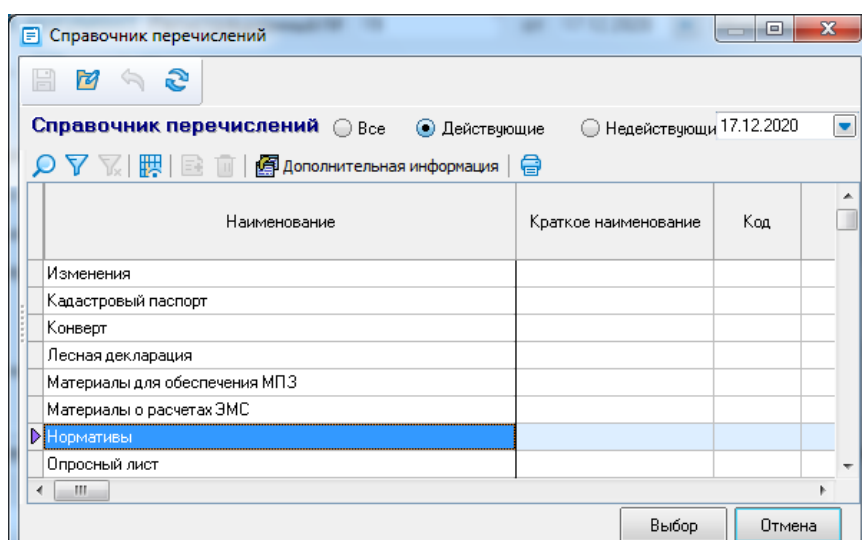 Справочник перечислений
Справочник перечислений Все Действующие Недействующи 17.12.2020
Дополнительная информация
Наименование Краткое наименование Код
Изменения
Кадастровый паспорт
Конверт
Лесная декларация
Материалы для обеспечения МПЗ
Материалы о расчетах ЭМС
Нормативы
Опросный лист
Выбор Отмена